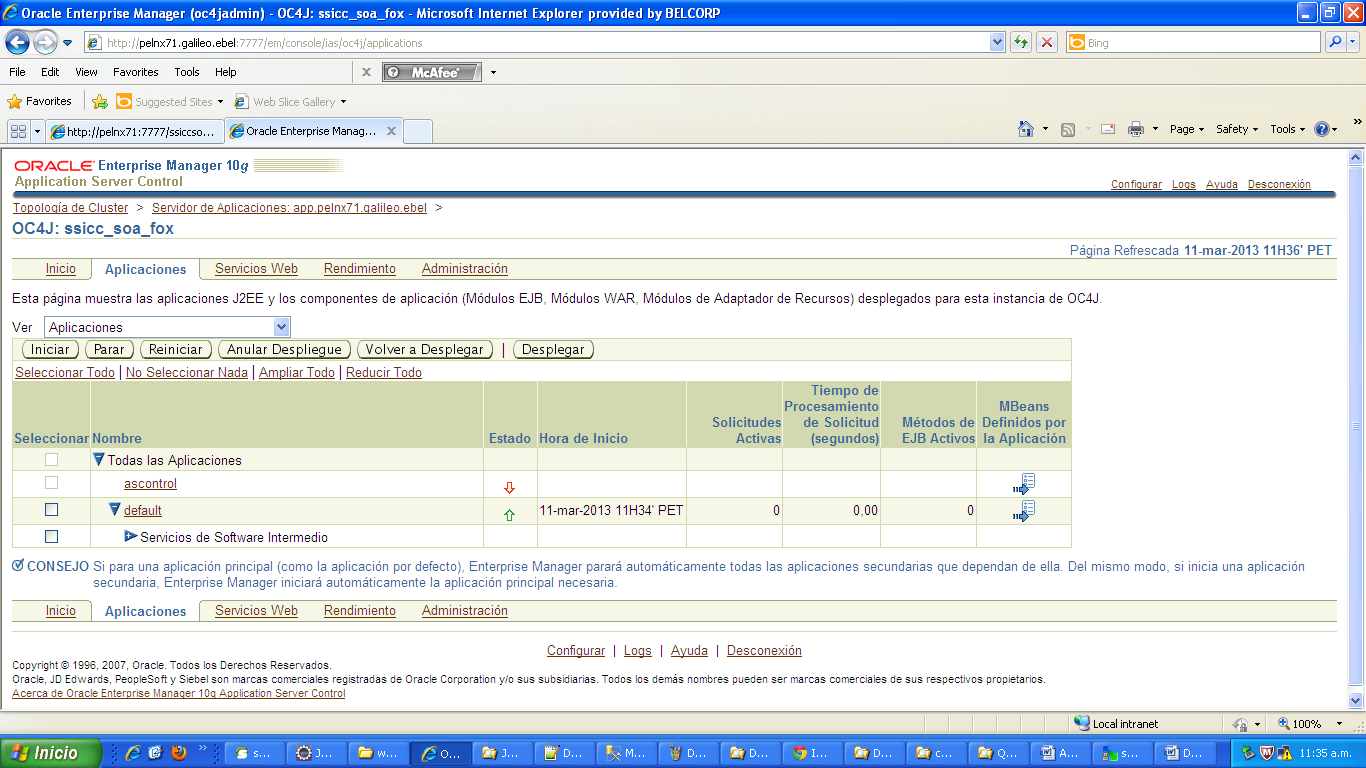 Oracle Enterprise Manager (oc4jadmin) - OC4J: ssicc_soa_fox - Microsoft Internet Explorer provided by BELCORP
http://pelnx71.galileo.ebel:7777/em/console/ias/oc4j/applications
Bing
File Edit View Favorites Tools Help
X McAfee
Favorites Suggested Sites Web Slice Gallery
http://pelnx71:7777/ssiccso... Oracle Enterprise Manag... X
Page Safety Tools
ORACLE Enterprise Manager 10g
Application Server Control
Configurar Logs Ayuda Desconexión
Topología de Cluster > Servidor de Aplicaciones: app.pelnx71.galileo.ebel >
OC4J: ssicc_soa_fox
Página Refrescada 11-mar-2013 11H36' PET
Inicio Aplicaciones Servicios Web Rendimiento Administración
Esta página muestra las aplicaciones J2EE y los componentes de aplicación (Módulos EJB, Módulos WAR, Módulos de Adaptador de Recursos) desplegados para esta instancia de OC4J.
Ver Aplicaciones
Iniciar Parar Reiniciar Anular Despliegue Volver a Desplegar | Desplegar
Seleccionar Todo | No Seleccionar Nada | Ampliar Todo | Reducir Todo
Seleccionar Nombre Estado Hora de Inicio Solicitudes Activas Tiempo de Procesamiento de Solicitud (segundos) Métodos de EJB Activos MBeans Definidos por la Aplicación
Todas las Aplicaciones
ascontrol
default 11-mar-2013 11H34' PET 0 0,00 0
Servicios de Software Intermedio
CONSEJO Si para una aplicación principal (como la aplicación por defecto), Enterprise Manager parará automáticamente todas las aplicaciones secundarias que dependan de ella. Del mismo modo, si inicia una aplicación
secundaria, Enterprise Manager iniciará automáticamente la aplicación principal necesaria.
Inicio Aplicaciones Servicios Web Rendimiento Administración
Configurar | Logs | Ayuda | Desconexión
Copyright © 1996, 2007, Oracle. Todos los Derechos Reservados.
Oracle, JD Edwards, PeopleSoft y Siebel son marcas comerciales registradas de Oracle Corporation y/o sus subsidiarias. Todos los demás nombres pueden ser marcas comerciales de sus respectivos propietarios.
Acerca de Oracle Enterprise Manager 10g Application Server Control
Local intranet 100%
Inicio s... J... w... O... J... D... M... D... D... I... D... c... Q... A... s... D... 11:35 a.m.